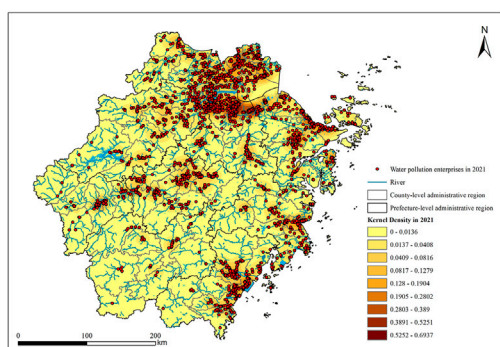 N
Water pollution enterprises in 2021
River
County-level administrative region
Prefecture-level administrative region
Kernel Density in 2021
0 - 0.0136
0.0137 - 0.0408
0.0409 - 0.0816
0.0817 - 0.1279
0.128 - 0.1904
0.1905 - 0.2802
0.2803 - 0.389
0.3891 - 0.5251
0.5252 - 0.6937
0 100 200
km